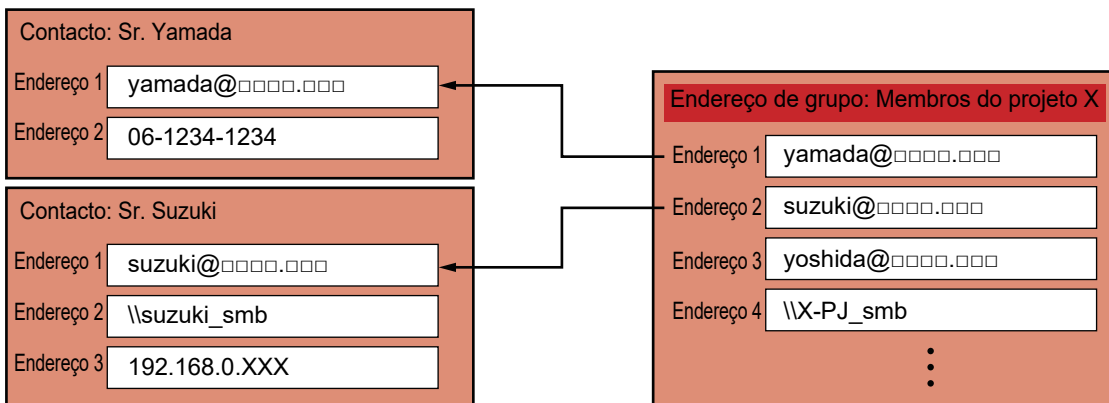 Contacto: Sr. Yamada
Endereço 1 yamada@□□□□.□□□
Endereço 2 06-1234-1234
Contacto: Sr. Suzuki
Endereço 1 suzuki@□□□□.□□□
Endereço 2 \\suzuki_smb
Endereço 3 192.168.0.XXX
Endereço de grupo: Membros do projeto X
Endereço 1 yamada@□□□□.□□□
Endereço 2 suzuki@□□□□.□□□
Endereço 3 yoshida@□□□□.□□□
Endereço 4 \\X-PJ_smb